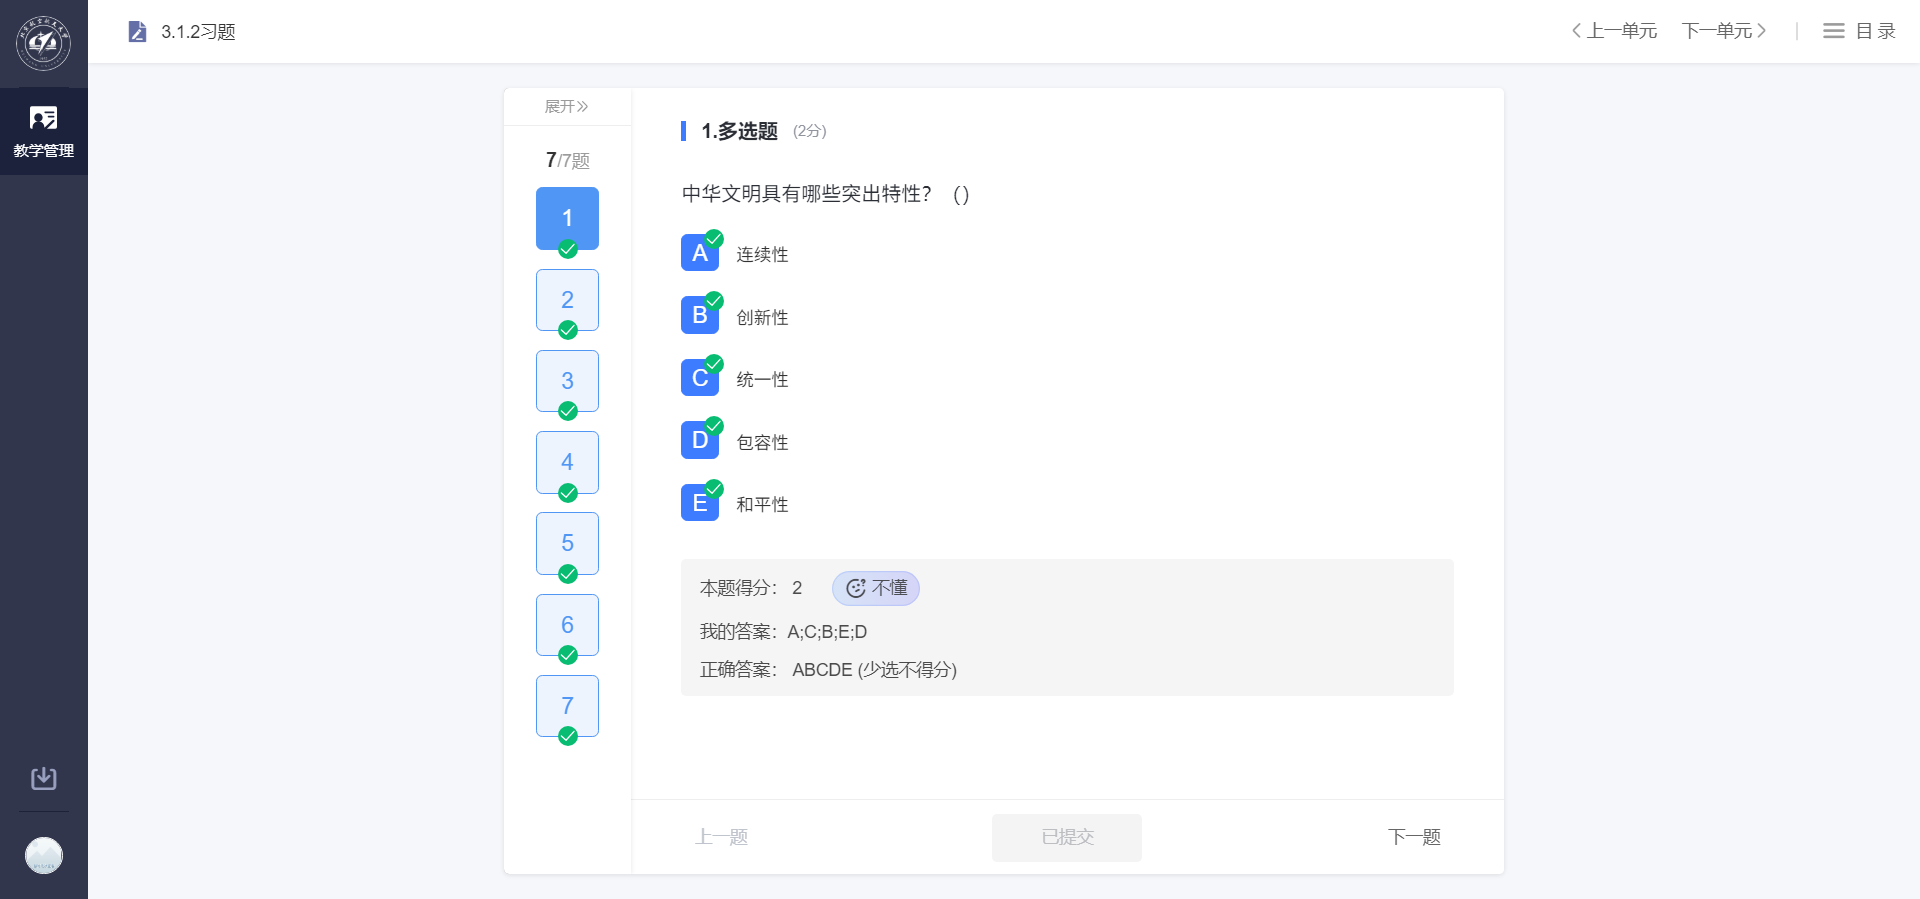 3.1.2习题
上一单元 下一单元 目录
教学管理
展开
7/7题
1
2
3
4
5
6
7
1.多选题 (2分)
中华文明具有哪些突出特性？ ()
A 连续性
B 创新性
C 统一性
D 包容性
E 和平性
本题得分： 2 不懂
我的答案：A;C;B;E;D
正确答案： ABCDE (少选不得分)
上一题 已提交 下一题